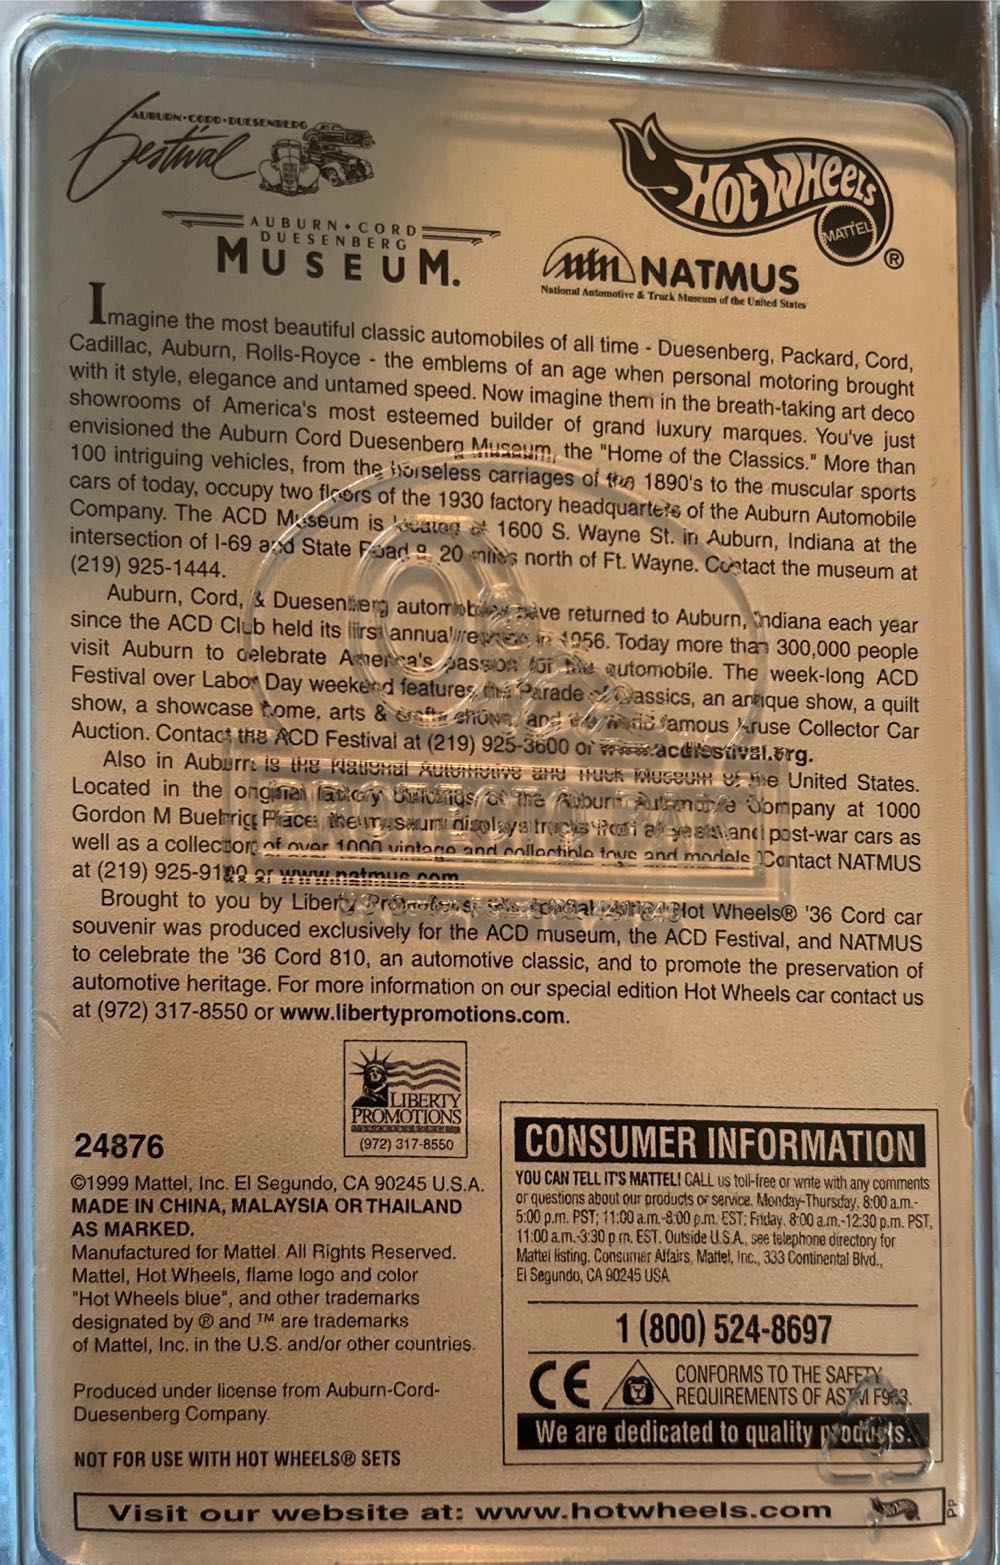 AUBURN•CORD•DUESENBERG
Festival
HOT WHEELS
MATTEL
®
AUBURN • CORD
DUESENBERG
MUSEUM.
NATMUS
National Automotive & Truck Museum of the United States
Imagine the most beautiful classic automobiles of all time - Duesenberg, Packard, Cord,
Cadillac, Auburn, Rolls-Royce - the emblems of an age when personal motoring brought
with it style, elegance and untamed speed. Now imagine them in the breath-taking art deco
showrooms of America's most esteemed builder of grand luxury marques. You've just
envisioned the Auburn Cord Duesenberg Museum, the "Home of the Classics." More than
100 intriguing vehicles, from the horseless carriages of the 1890's to the muscular sports
cars of today, occupy two floors of the 1930 factory headquarters of the Auburn Automobile
Company. The ACD Museum is located at 1600 S. Wayne St. in Auburn, Indiana at the
intersection of I-69 and State Road 8, 20 miles north of Ft. Wayne. Contact the museum at
(219) 925-1444.
Auburn, Cord, & Duesenberg automobiles have returned to Auburn, Indiana each year
since the ACD Club held its first annual reunion in 1956. Today more than 300,000 people
visit Auburn to celebrate America's passion for the automobile. The week-long ACD
Festival over Labor Day weekend features the Parade of Classics, an antique show, a quilt
show, a showcase home, arts & crafts shows, and the world famous Kruse Collector Car
Auction. Contact the ACD Festival at (219) 925-3600 or www.acdfestival.org.
Also in Auburn is the National Automotive and Truck Museum of the United States.
Located in the original factory buildings of the Auburn Automobile Company at 1000
Gordon M Buehrig Place, the museum displays trucks from all years and post-war cars as
well as a collection of over 1000 vintage and collectible toys and models. Contact NATMUS
at (219) 925-9100 or www.natmus.com.
Brought to you by Liberty Promotions, this special edition Hot Wheels® '36 Cord car
souvenir was produced exclusively for the ACD museum, the ACD Festival, and NATMUS
to celebrate the '36 Cord 810, an automotive classic, and to promote the preservation of
automotive heritage. For more information on our special edition Hot Wheels car contact us
at (972) 317-8550 or www.libertypromotions.com.
LIBERTY
PROMOTIONS
(972) 317-8550
24876
©1999 Mattel, Inc. El Segundo, CA 90245 U.S.A.
MADE IN CHINA, MALAYSIA OR THAILAND
AS MARKED.
Manufactured for Mattel. All Rights Reserved.
Mattel, Hot Wheels, flame logo and color
"Hot Wheels blue", and other trademarks
designated by ® and ™ are trademarks
of Mattel, Inc. in the U.S. and/or other countries.
Produced under license from Auburn-Cord-
Duesenberg Company.
NOT FOR USE WITH HOT WHEELS® SETS
CONSUMER INFORMATION
YOU CAN TELL IT'S MATTEL! CALL us toll-free or write with any comments
or questions about our products or service. Monday-Thursday, 8:00 a.m.-
5:00 p.m. PST; 11:00 a.m.-8:00 p.m. EST: Friday, 8:00 a.m.-12:30 p.m. PST,
11:00 a.m.-3:30 p.m. EST. Outside U.S.A., see telephone directory for
Mattel listing. Consumer Affairs, Mattel, Inc., 333 Continental Blvd.,
El Segundo, CA 90245 USA.
1 (800) 524-8697
CE
CONFORMS TO THE SAFETY
REQUIREMENTS OF ASTM F963.
We are dedicated to quality products.
Visit our website at: www.hotwheels.com
PP